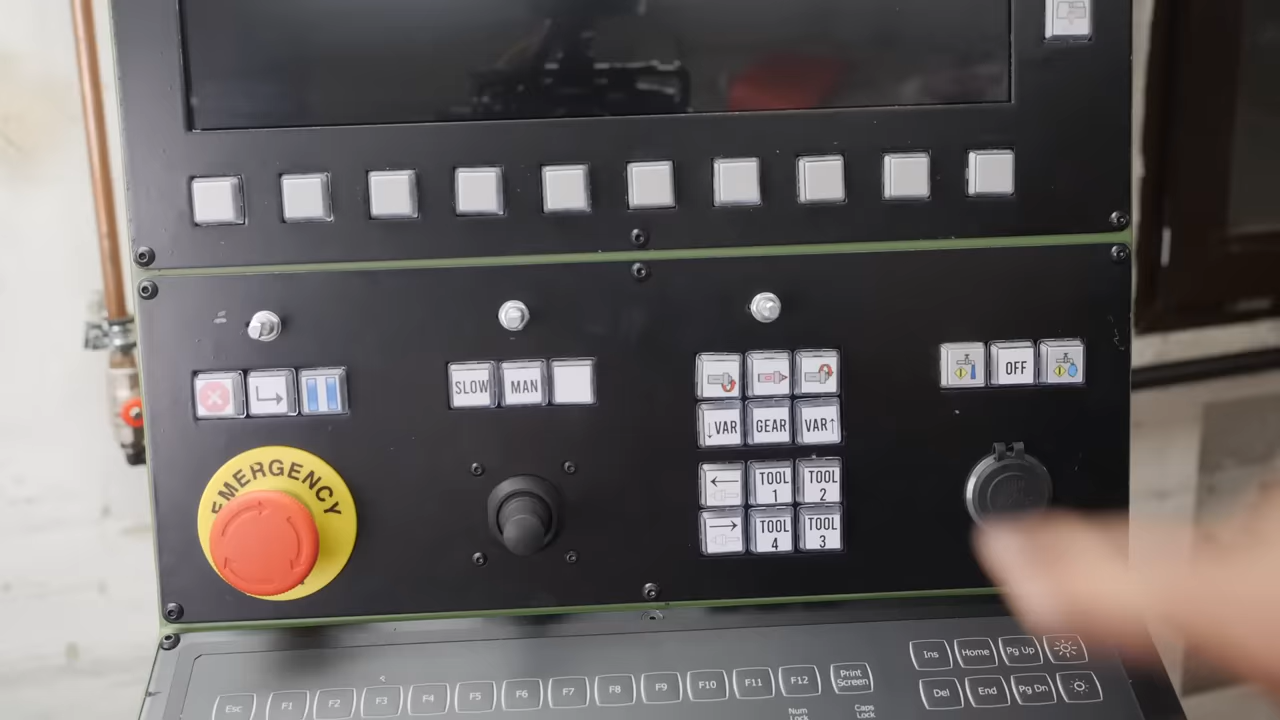 SLOW
MAN
OFF
↓VAR
GEAR
VAR↑
EMERGENCY
TOOL
1
TOOL
2
TOOL
4
TOOL
3
Ins
Home
Pg Up
Del
End
Pg Dn
Esc
F1
F2
F3
F4
F5
F6
F7
F8
F9
F10
F11
F12
Print
Screen
Num
Lock
Caps
Lock